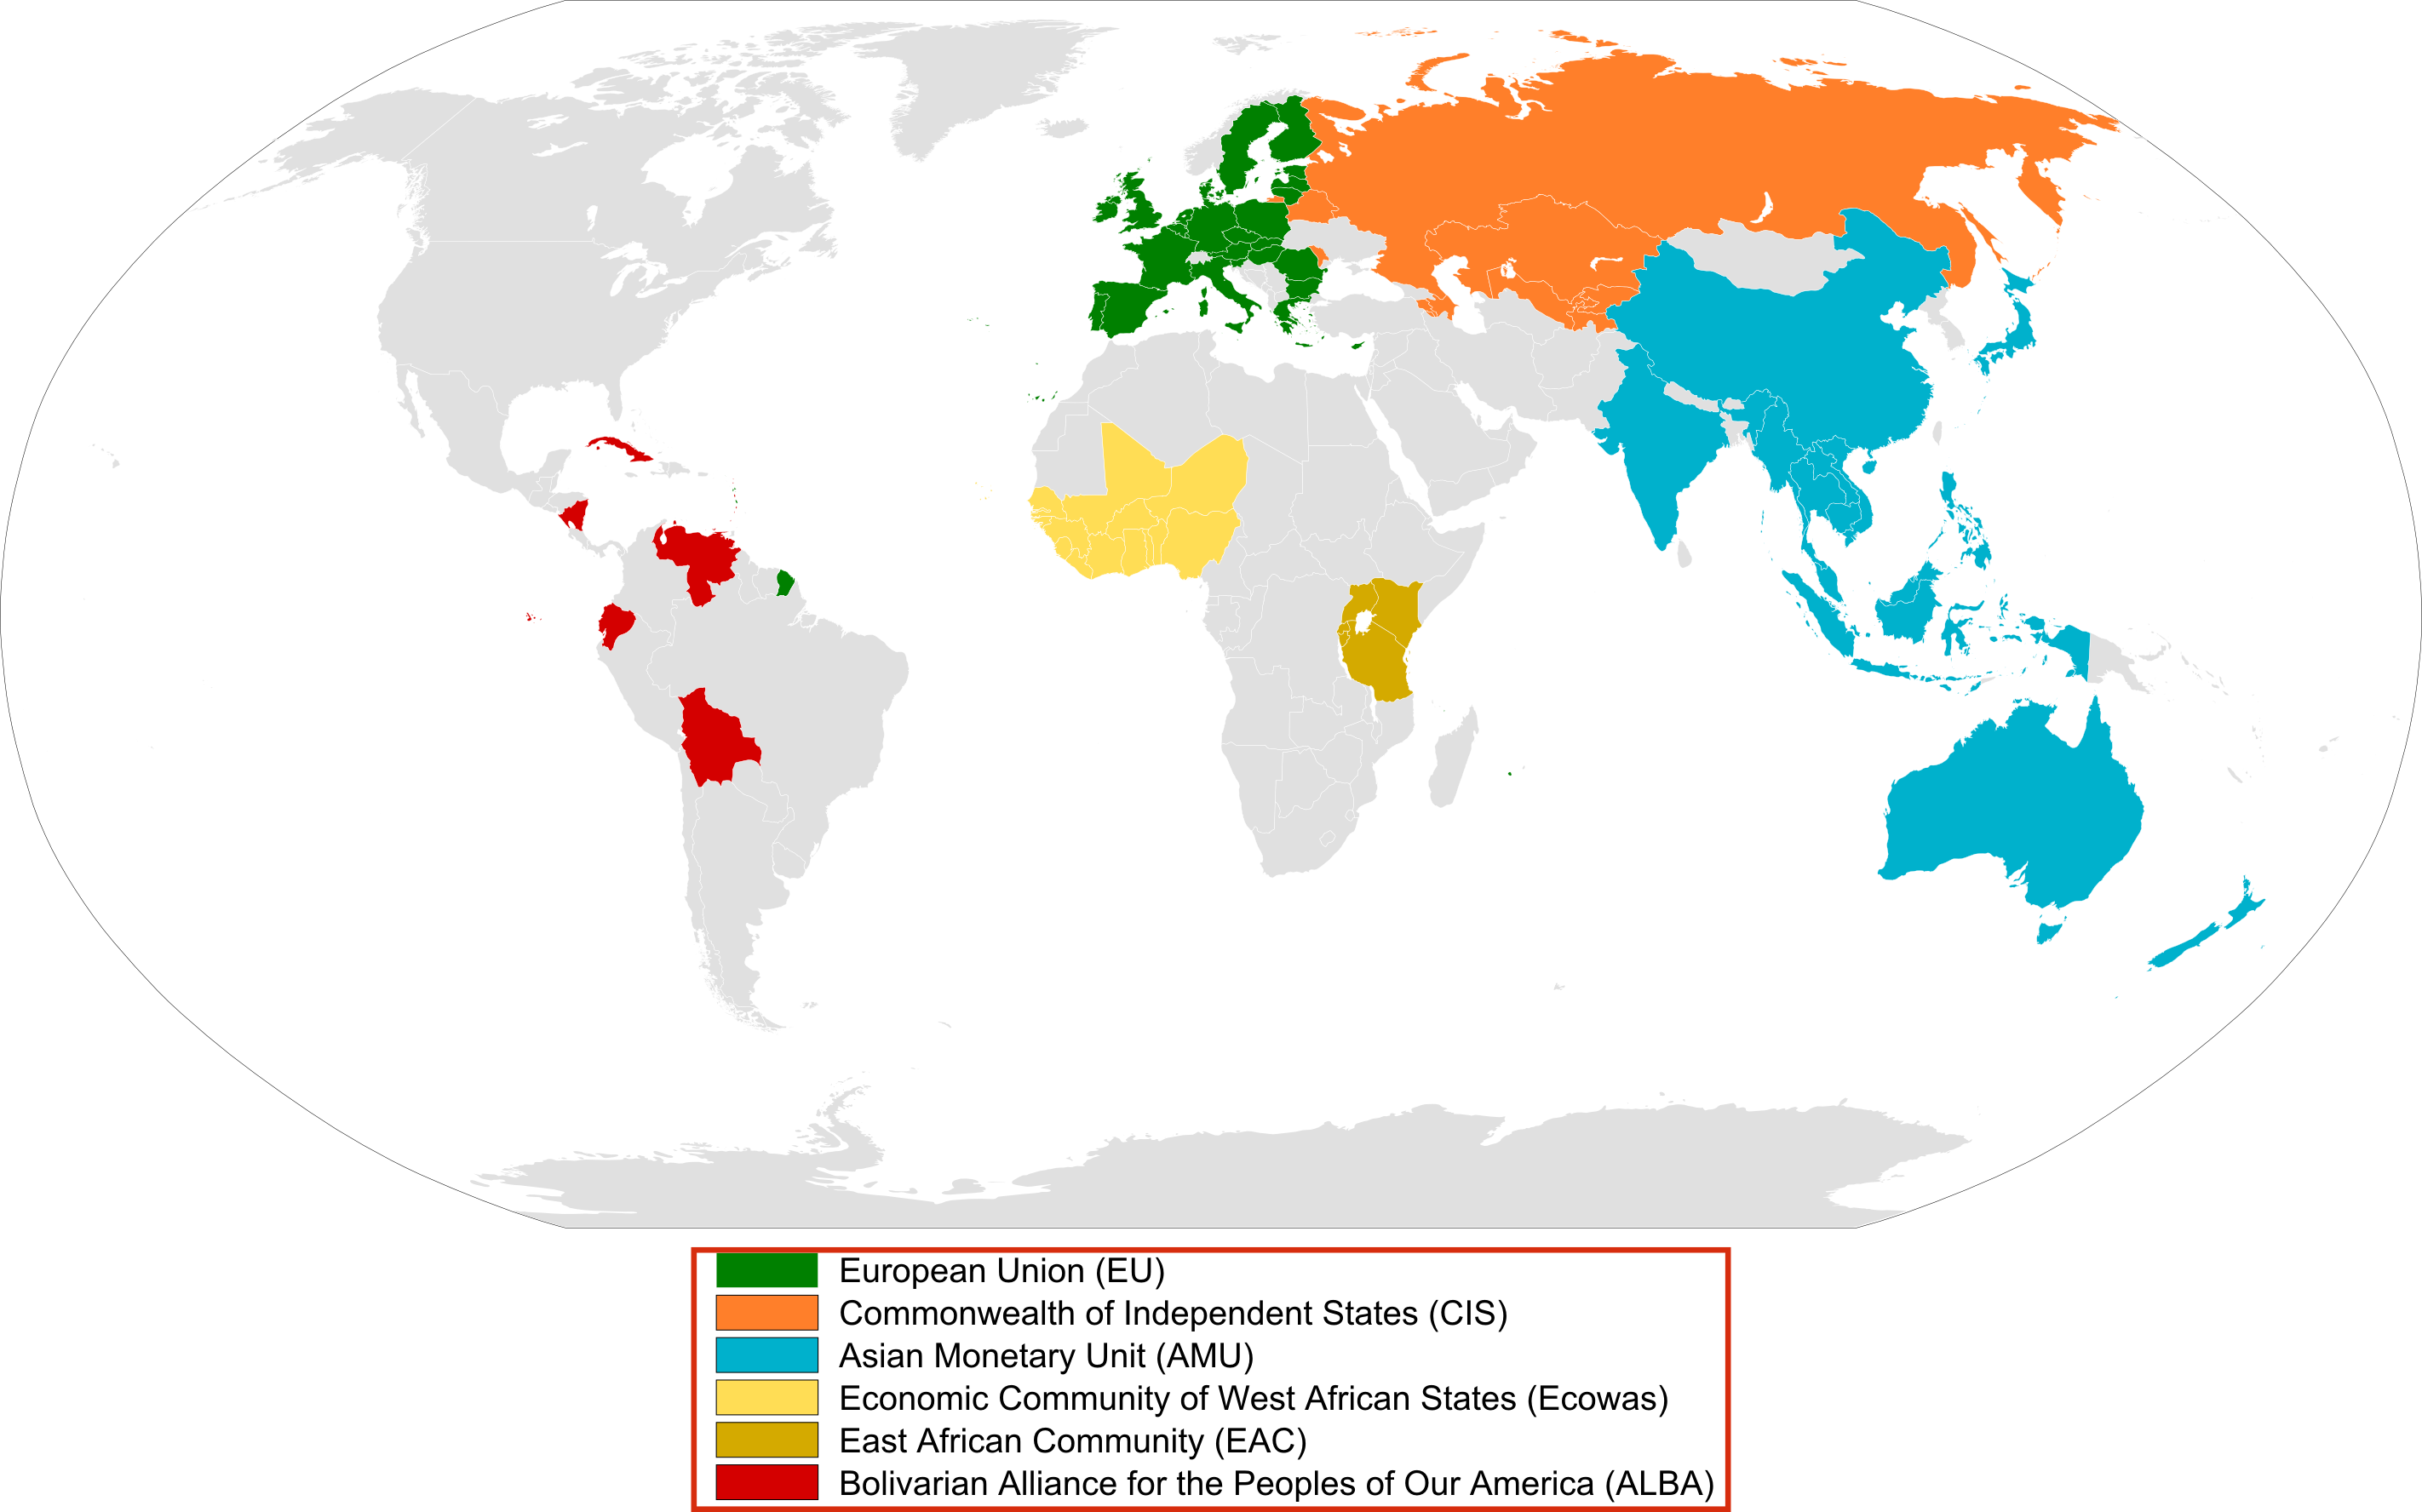 European Union (EU)
Commonwealth of Independent States (CIS)
Asian Monetary Unit (AMU)
Economic Community of West African States (Ecowas)
East African Community (EAC)
Bolivarian Alliance for the Peoples of Our America (ALBA)